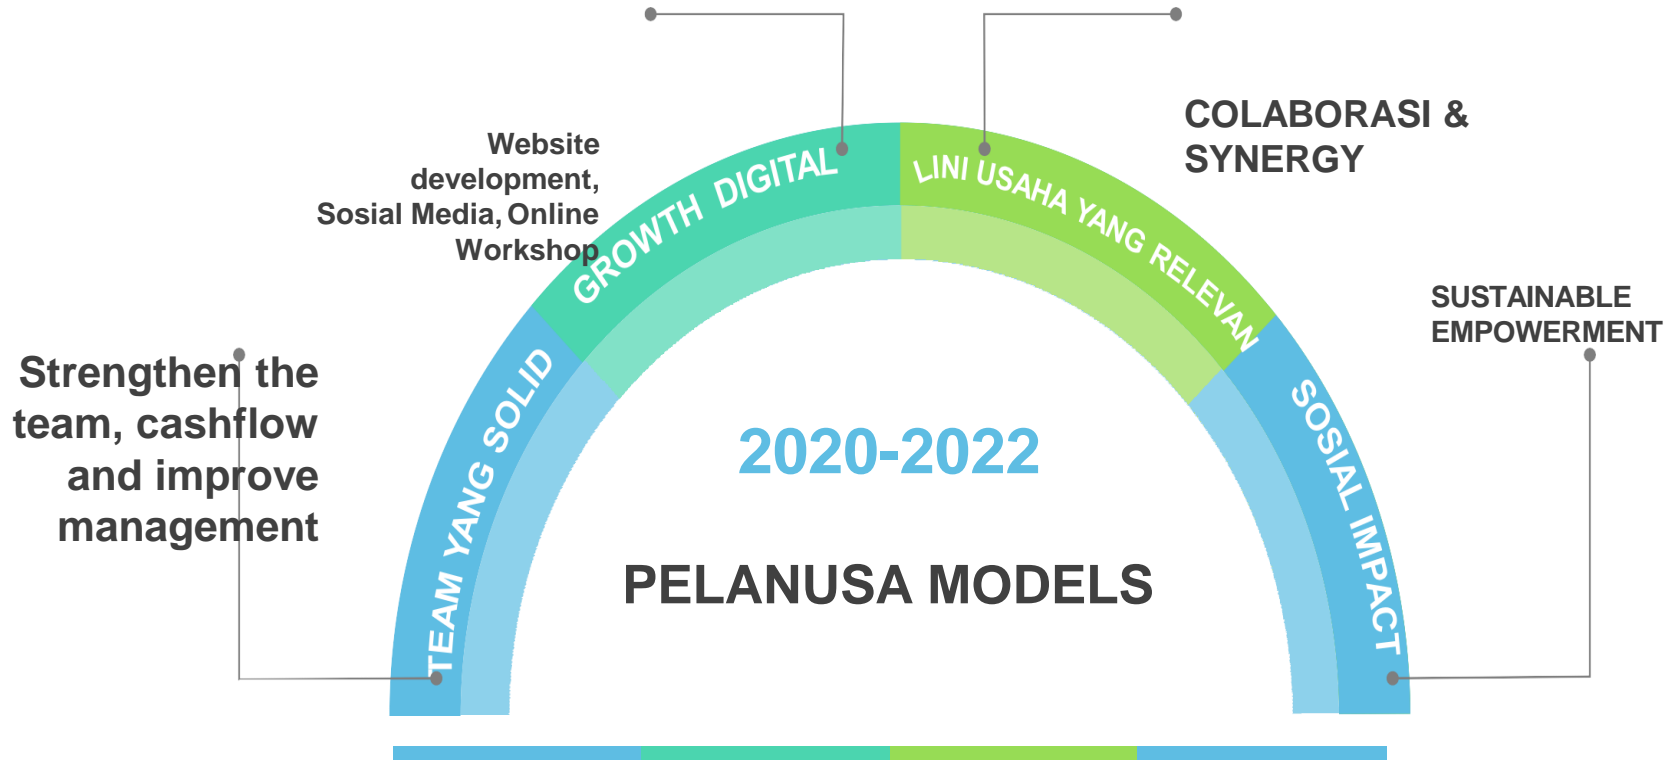 Website
development,
Sosial Media, Online
Workshop
GROWTH DIGITAL
LINI USAHA YANG RELEVAN
COLABORASI &
SYNERGY
SUSTAINABLE
EMPOWERMENT
Strengthen the
team, cashflow
and improve
management
TEAM YANG SOLID
SOSIAL IMPACT
2020-2022
PELANUSA MODELS